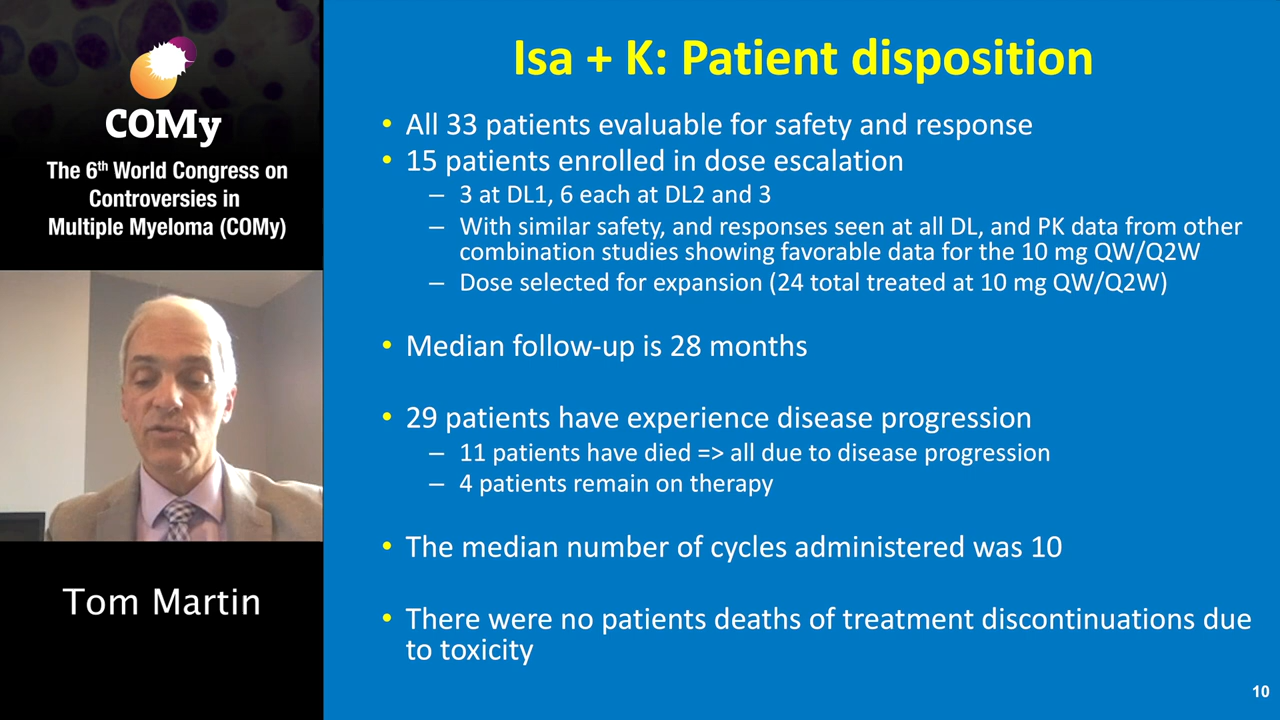 COMy
The 6th World Congress on
Controversies in
Multiple Myeloma (COMy)
Tom Martin
Isa + K: Patient disposition
• All 33 patients evaluable for safety and response
• 15 patients enrolled in dose escalation
– 3 at DL1, 6 each at DL2 and 3
– With similar safety, and responses seen at all DL, and PK data from other
combination studies showing favorable data for the 10 mg QW/Q2W
– Dose selected for expansion (24 total treated at 10 mg QW/Q2W)
• Median follow-up is 28 months
• 29 patients have experience disease progression
– 11 patients have died => all due to disease progression
– 4 patients remain on therapy
• The median number of cycles administered was 10
• There were no patients deaths of treatment discontinuations due
to toxicity
10